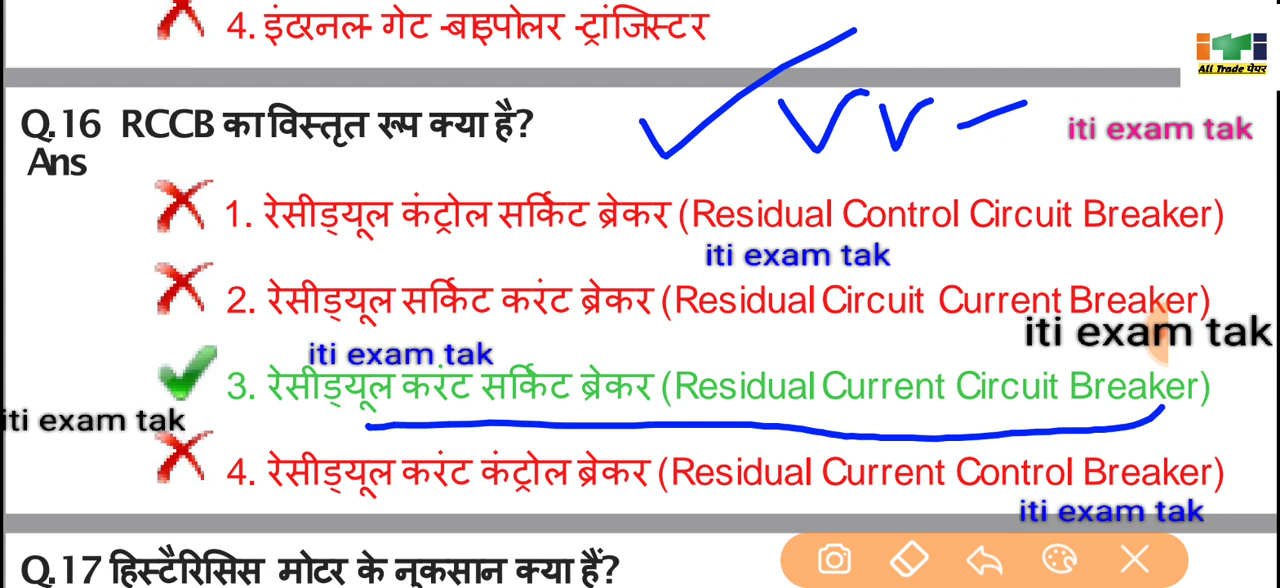 4. इंटरनल- गेट -बाइपोलर -ट्रांजिस्टर
iti
All Trade पेपर
Q.16 RCCB का विस्तृत रूप क्या है?
iti exam tak
Ans
1. रेसीड्यूल कंट्रोल सर्किट ब्रेकर (Residual Control Circuit Breaker)
iti exam tak
2. रेसीड्यूल सर्किट करंट ब्रेकर (Residual Circuit Current Breaker)
iti exam tak
iti exam tak
3. रेसीड्यूल करंट सर्किट ब्रेकर (Residual Current Circuit Breaker)
iti exam tak
4. रेसीड्यूल करंट कंट्रोल ब्रेकर (Residual Current Control Breaker)
iti exam tak
Q.17 हिस्टैरिसिस मोटर के नुकसान क्या हैं?